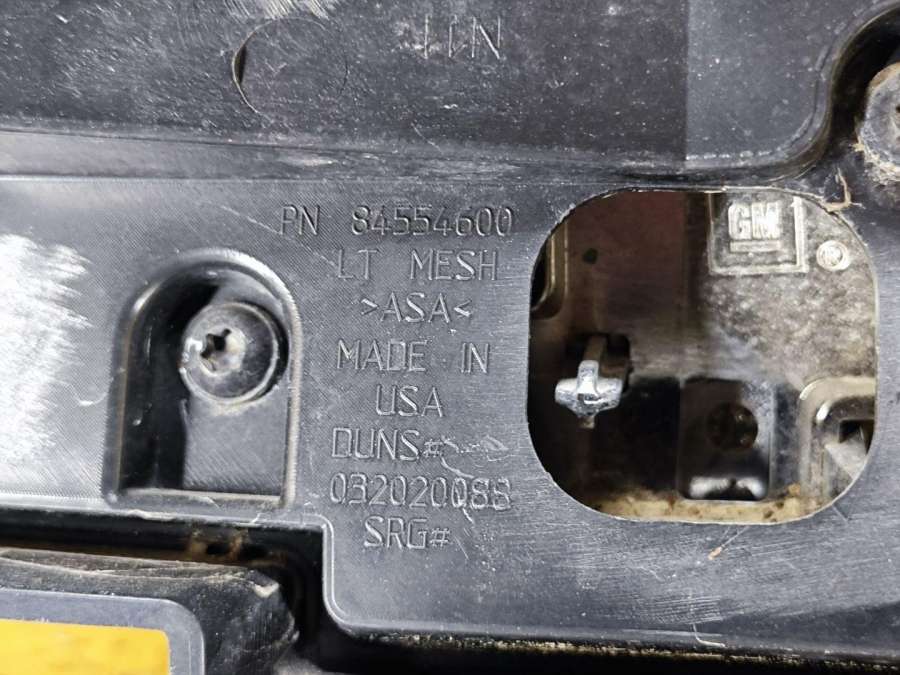 N11
PN 84554600
GM
LT MESH
>ASA<
MADE IN
USA
DUNS#
032020088
SRG#